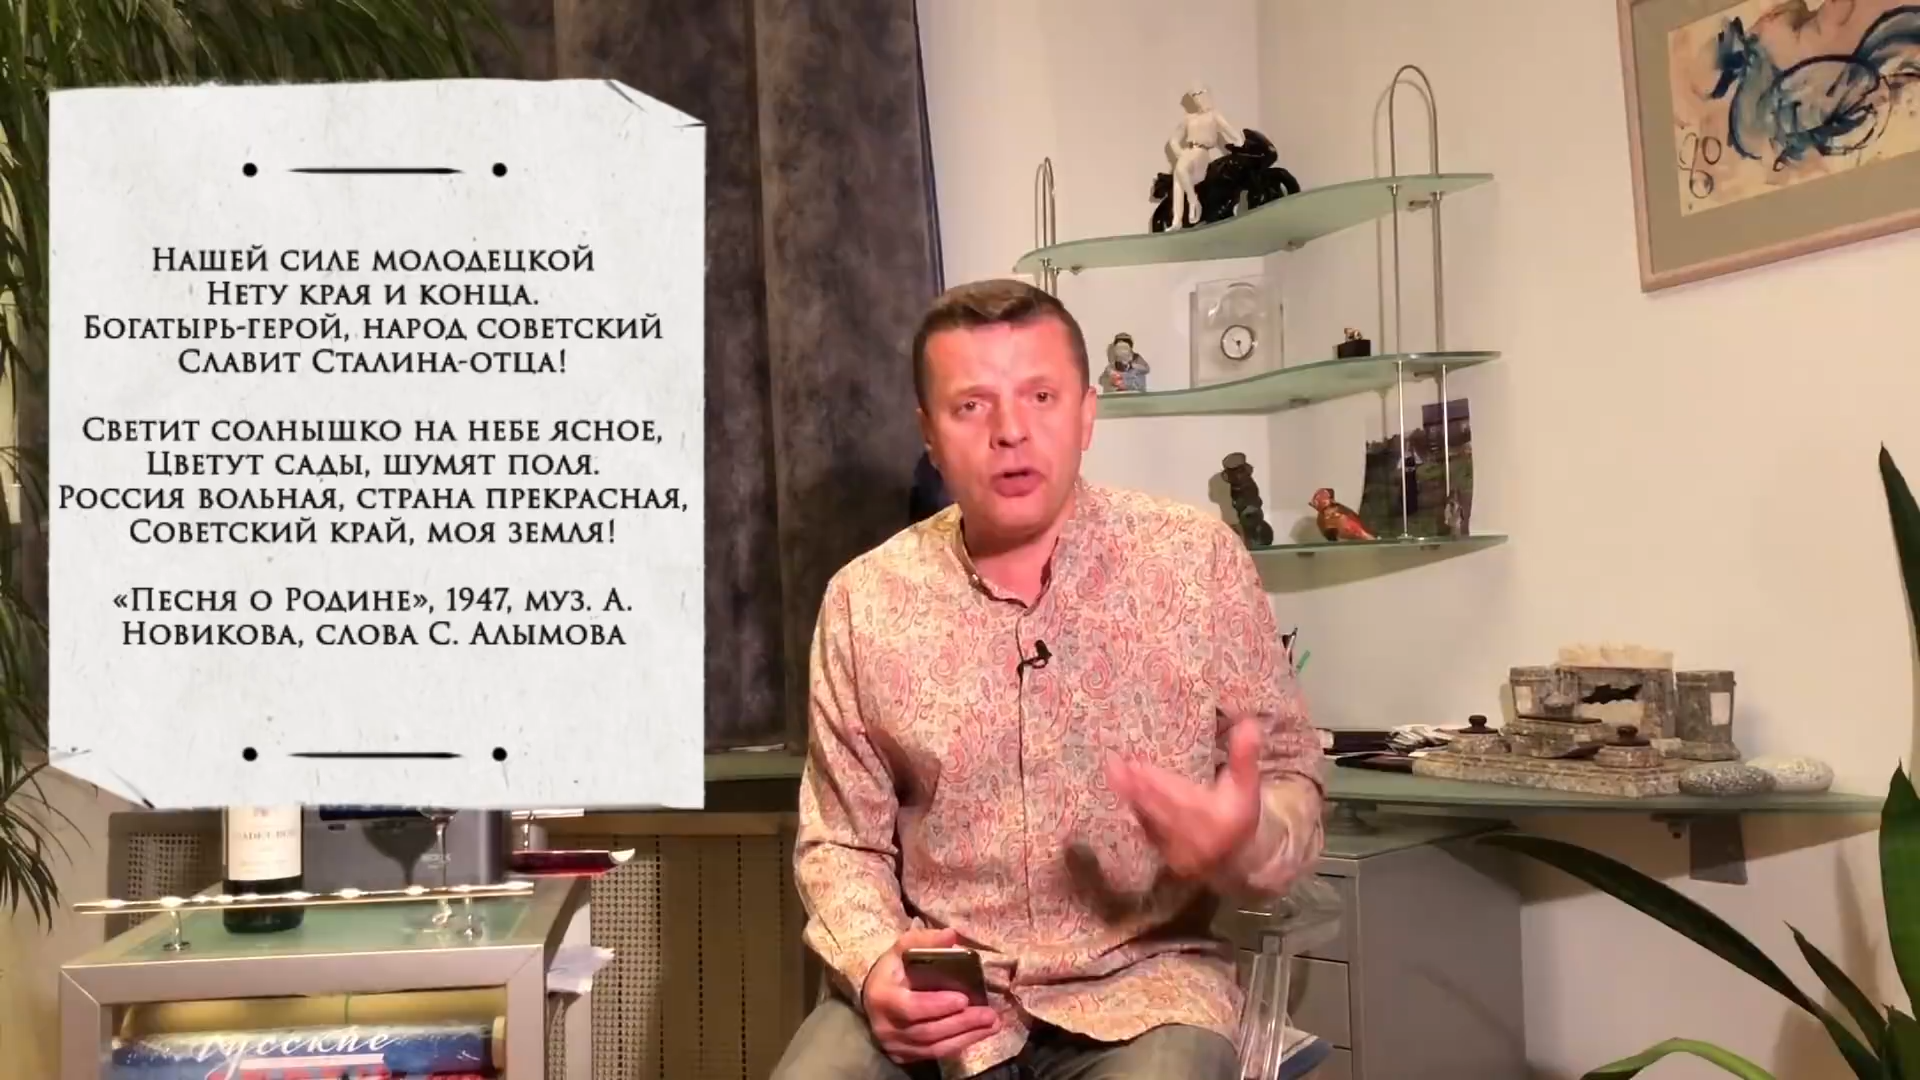 Нашей силе молодецкой
Нету края и конца.
Богатырь-герой, народ советский
Славит Сталина-отца!
Светит солнышко на небе ясное,
Цветут сады, шумят поля.
Россия вольная, страна прекрасная,
Советский край, моя земля!
«Песня о Родине», 1947, муз. А.
Новикова, слова С. Алымова
Русские